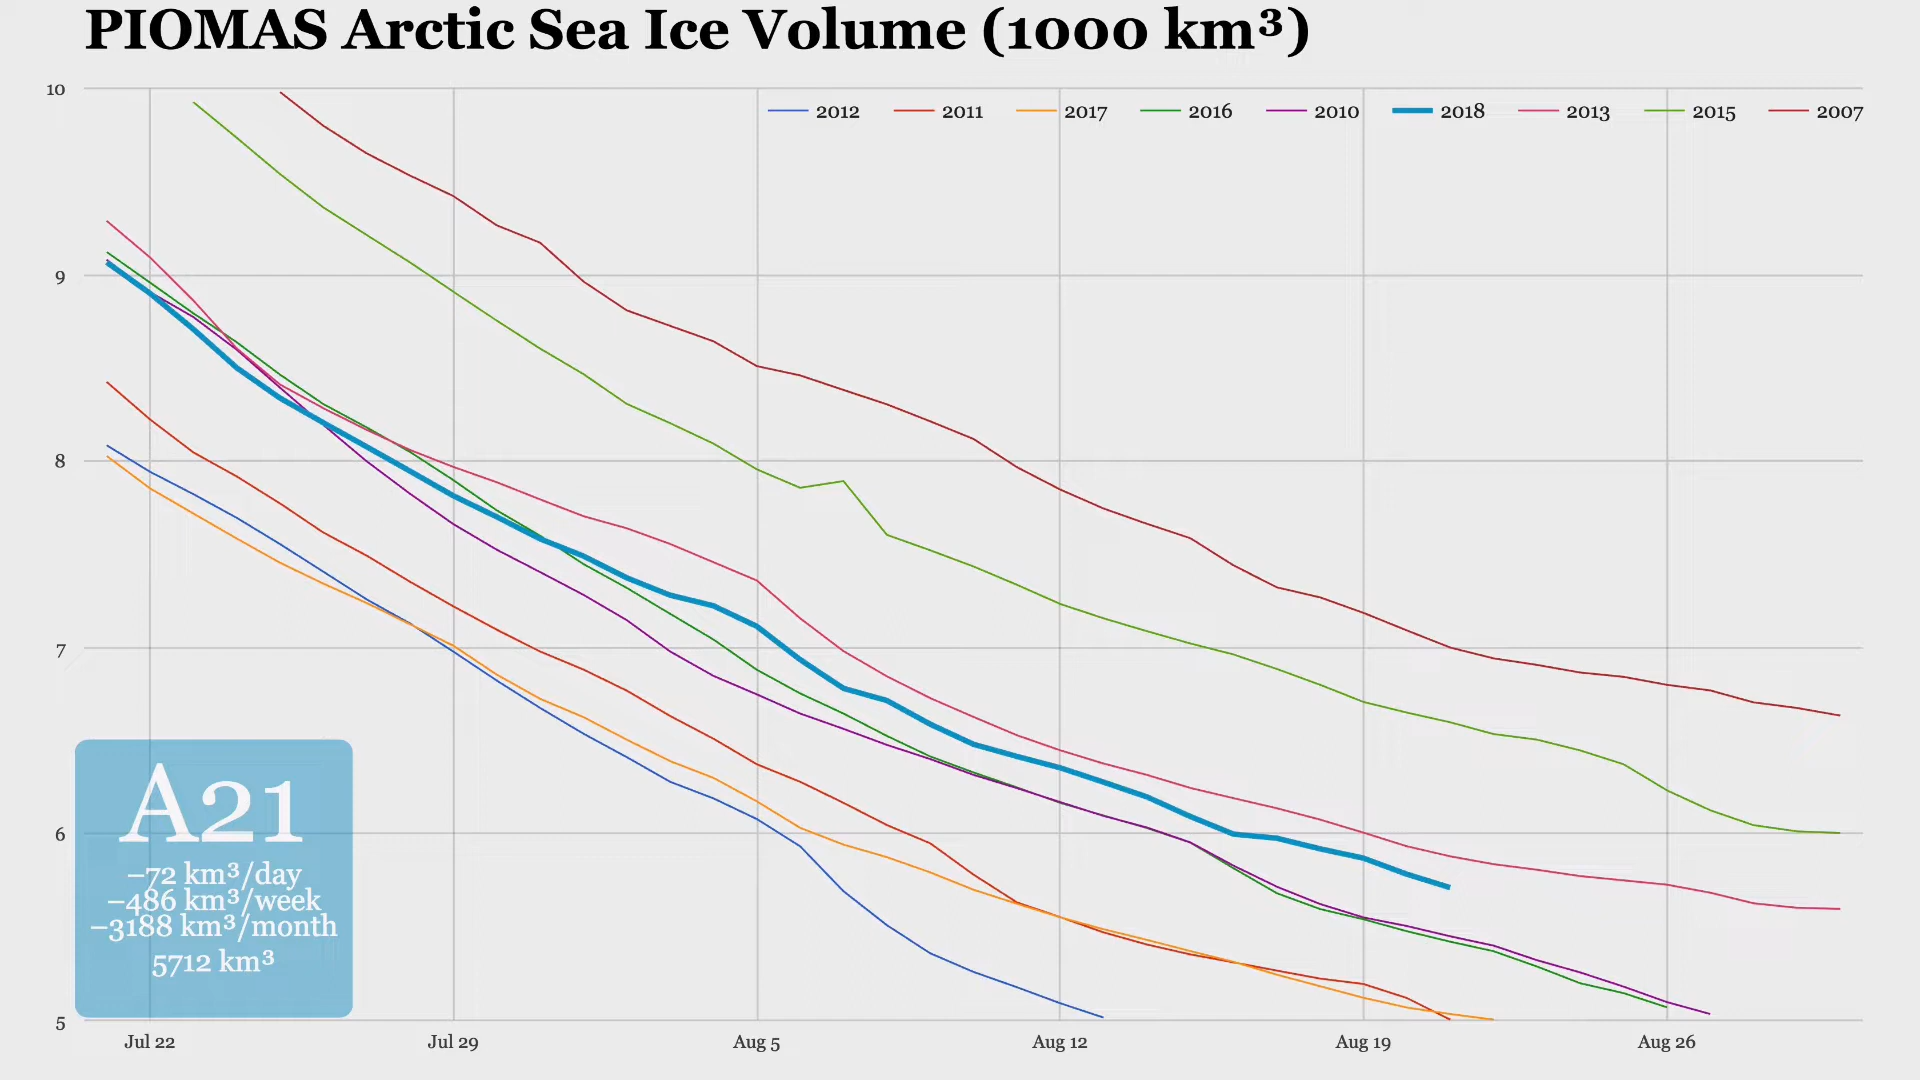 PIOMAS Arctic Sea Ice Volume (1000 km³)
10
2012 2011 2017 2016 2010 2018 2013 2015 2007
9
8
7
6
5
A21
−72 km³/day
−486 km³/week
−3188 km³/month
5712 km³
Jul 22 Jul 29 Aug 5 Aug 12 Aug 19 Aug 26